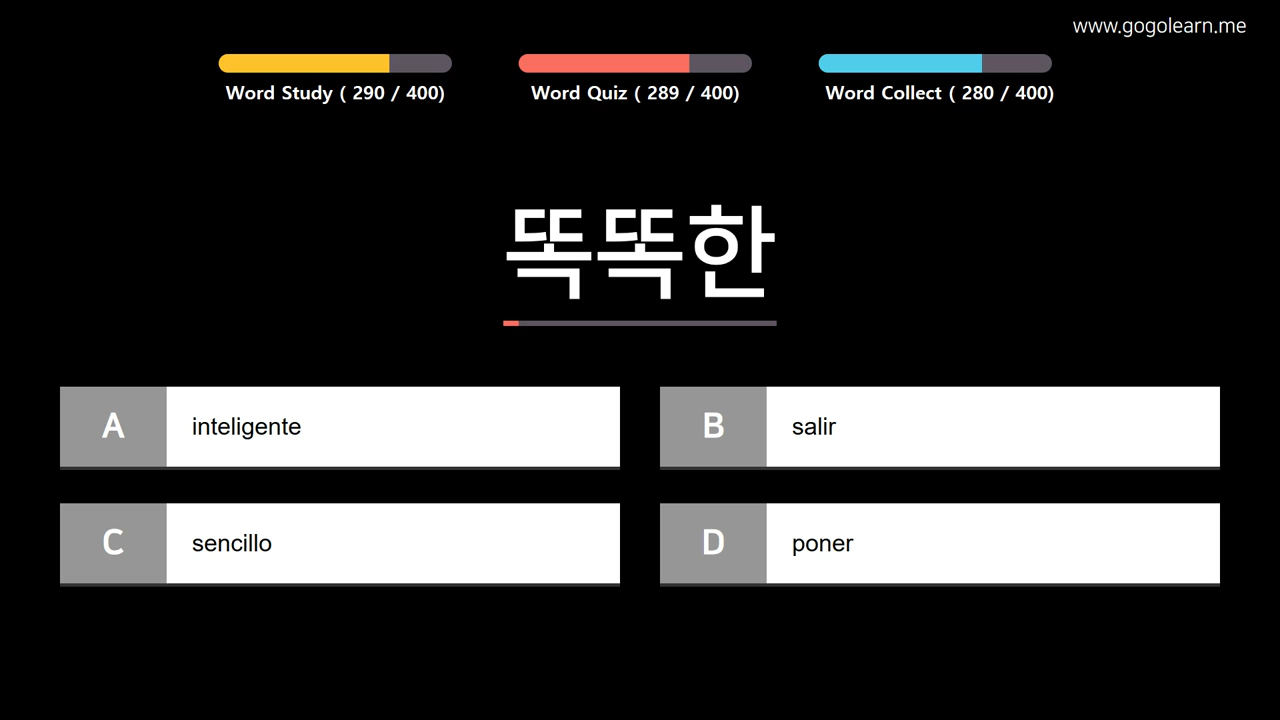 www.gogolearn.me
Word Study ( 290 / 400)
Word Quiz ( 289 / 400)
Word Collect ( 280 / 400)
똑똑한
A inteligente
B salir
C sencillo
D poner